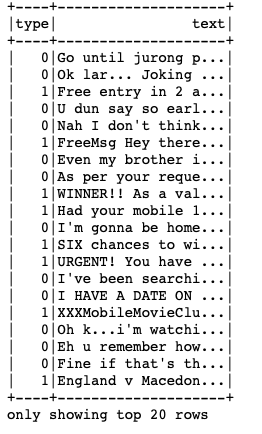 +----+--------------------+
|type|                text|
+----+--------------------+
|   0|Go until jurong p...|
|   0|Ok lar... Joking ...|
|   1|Free entry in 2 a...|
|   0|U dun say so earl...|
|   0|Nah I don't think...|
|   1|FreeMsg Hey there...|
|   0|Even my brother i...|
|   0|As per your reque...|
|   1|WINNER!! As a val...|
|   1|Had your mobile 1...|
|   0|I'm gonna be home...|
|   1|SIX chances to wi...|
|   1|URGENT! You have ...|
|   0|I've been searchi...|
|   0|I HAVE A DATE ON ...|
|   1|XXXMobileMovieClu...|
|   0|Oh k...i'm watchi...|
|   0|Eh u remember how...|
|   0|Fine if that's th...|
|   1|England v Macedon...|
+----+--------------------+
only showing top 20 rows